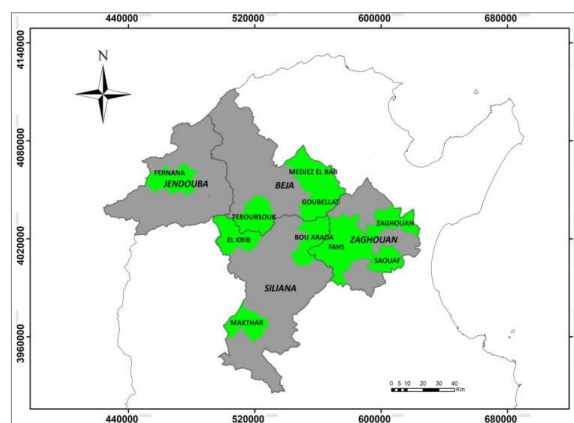 440000 520000 600000 680000
4140000
N
4080000
FERNANA
JENDOUBA
MEDJEZ EL BAB
BEJA
GOUBELLAT
TEBOURSOUK
ZAGHOUAN
4020000
EL KRIB
BOU ARADA
ZAGHOUAN
FAHS
SAOUAF
SILIANA
MAKTHAR
3960000
0 5 10 20 30 40
Km
440000 520000 600000 680000